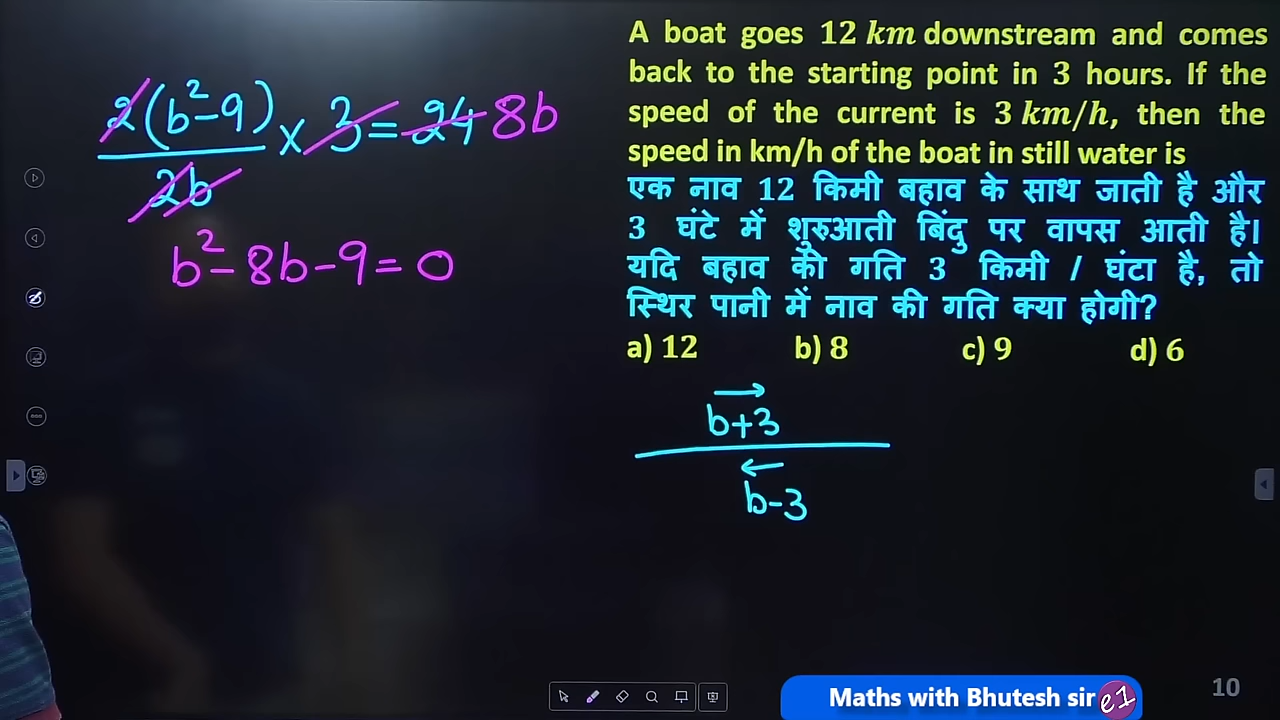 2(b²-9) × 3 = 24 8b
2b
b² - 8b - 9 = 0
A boat goes 12 km downstream and comes
back to the starting point in 3 hours. If the
speed of the current is 3 km/h, then the
speed in km/h of the boat in still water is
एक नाव 12 किमी बहाव के साथ जाती है और
3 घंटे में शुरुआती बिंदु पर वापस आती है।
यदि बहाव की गति 3 किमी / घंटा है, तो
स्थिर पानी में नाव की गति क्या होगी?
a) 12 b) 8 c) 9 d) 6
→
b+3
←
b-3
Maths with Bhutesh sir e1
10